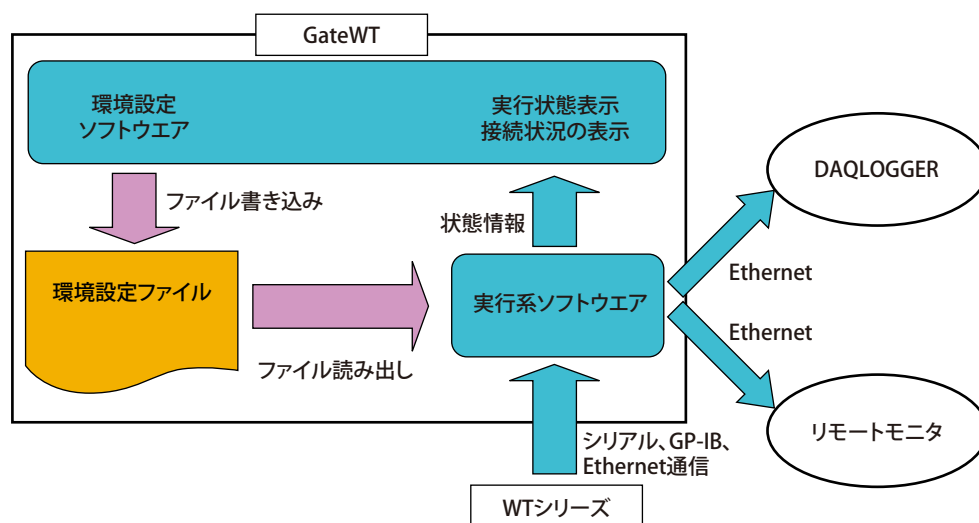 GateWT
環境設定
ソフトウエア
実行状態表示
接続状況の表示
ファイル書き込み
状態情報
DAQLOGGER
環境設定ファイル
実行系ソフトウエア
Ethernet
Ethernet
ファイル読み出し
リモートモニタ
シリアル、GP-IB、
Ethernet通信
WTシリーズ